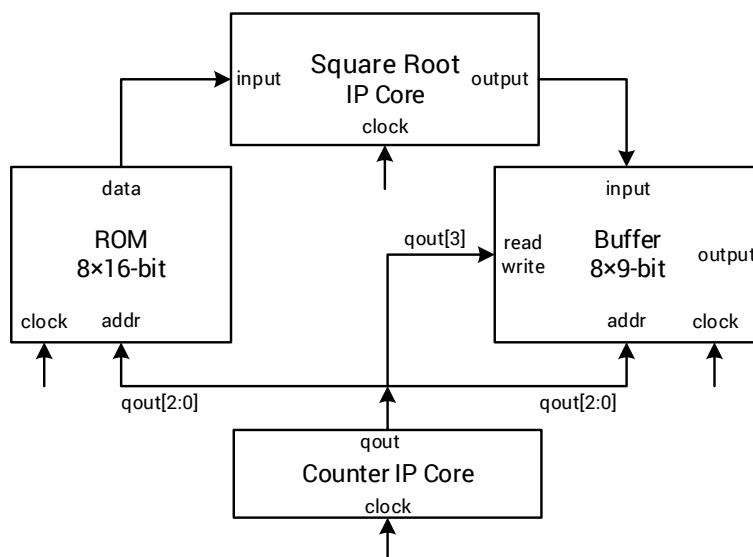 Square Root
IP Core
input
output
clock
data
ROM
8×16-bit
clock
addr
qout[3]
input
read
write
Buffer
8×9-bit
output
addr
clock
qout[2:0]
qout[2:0]
qout
Counter IP Core
clock